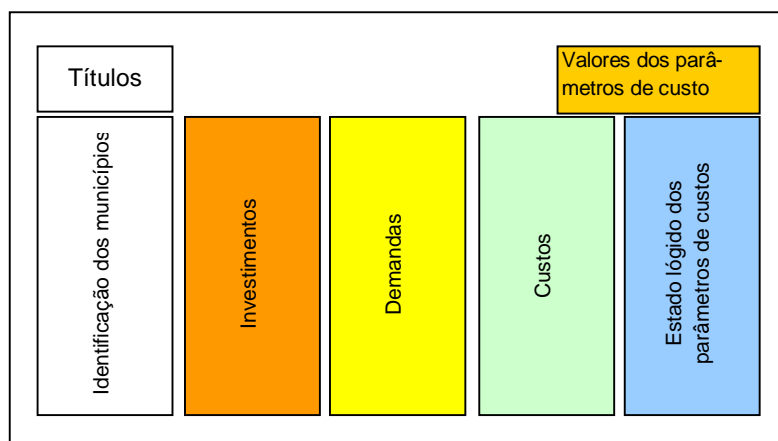 Títulos
Valores dos parâ-
metros de custo
Identificação dos municípios
Investimentos
Demandas
Custos
Estado lógido dos
parâmetros de custos